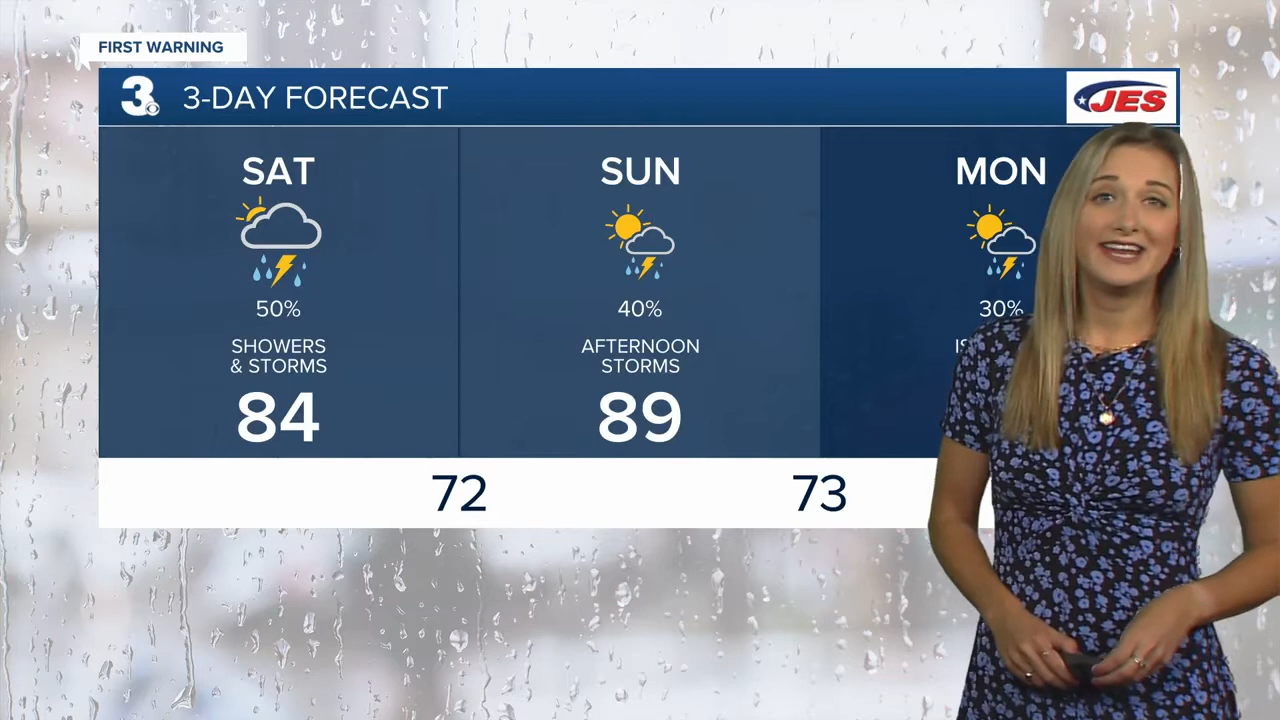 FIRST WARNING
3
3-DAY FORECAST
JES
SAT
SUN
MON
50%
40%
30%
SHOWERS
& STORMS
AFTERNOON
STORMS
84
89
72
73